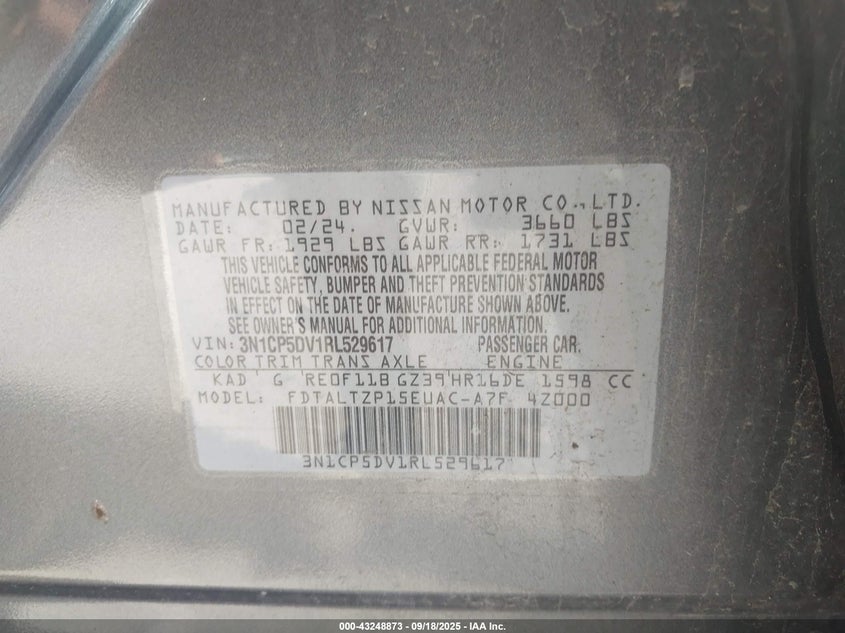 MANUFACTURED BY NISSAN MOTOR CO., LTD.
DATE: 02/24. GVWR: 3660 LBS
GAWR FR: 1929 LBS GAWR RR: 1731 LBS
THIS VEHICLE CONFORMS TO ALL APPLICABLE FEDERAL MOTOR
VEHICLE SAFETY, BUMPER AND THEFT PREVENTION STANDARDS
IN EFFECT ON THE DATE OF MANUFACTURE SHOWN ABOVE.
SEE OWNER'S MANUAL FOR ADDITIONAL INFORMATION.
VIN: 3N1CP5DV1RL529617 PASSENGER CAR.
COLOR TRIM TRANS AXLE ENGINE
KAD G RE0F11B GZ39 HR16DE 1598 CC
MODEL: FDTALTZP15EUAC-A7F 4Z000
3N1CP5DV1RL529617
000-43248873 - 09/18/2025 - IAA Inc.